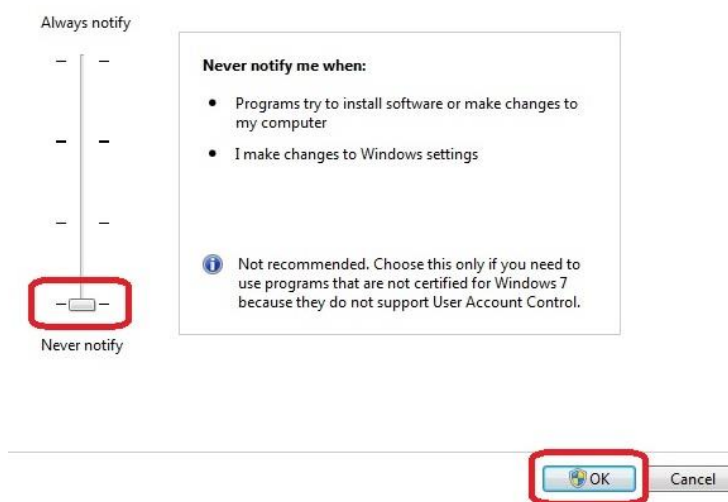 Always notify
Never notify me when:
• Programs try to install software or make changes to
my computer
• I make changes to Windows settings
Not recommended. Choose this only if you need to
use programs that are not certified for Windows 7
because they do not support User Account Control.
Never notify
OK
Cancel